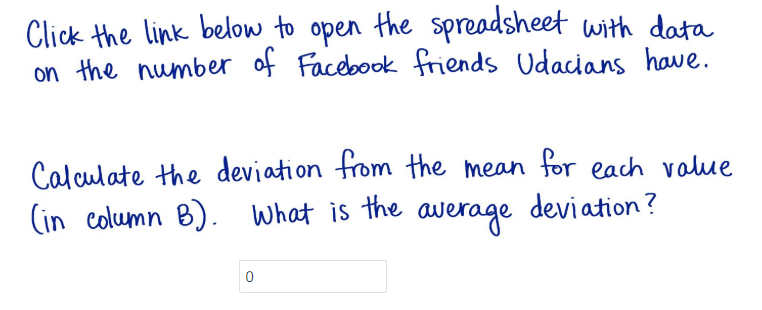 Click the link below to open the spreadsheet with data
on the number of Facebook friends Udacians have.
Calculate the deviation from the mean for each value
(in column B). What is the average deviation?
0